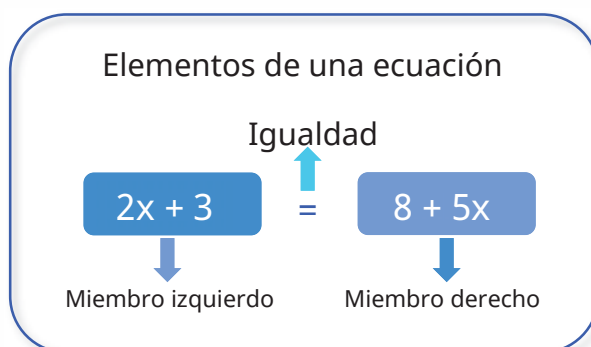 Elementos de una ecuación
Igualdad
2x + 3 = 8 + 5x
Miembro izquierdo Miembro derecho